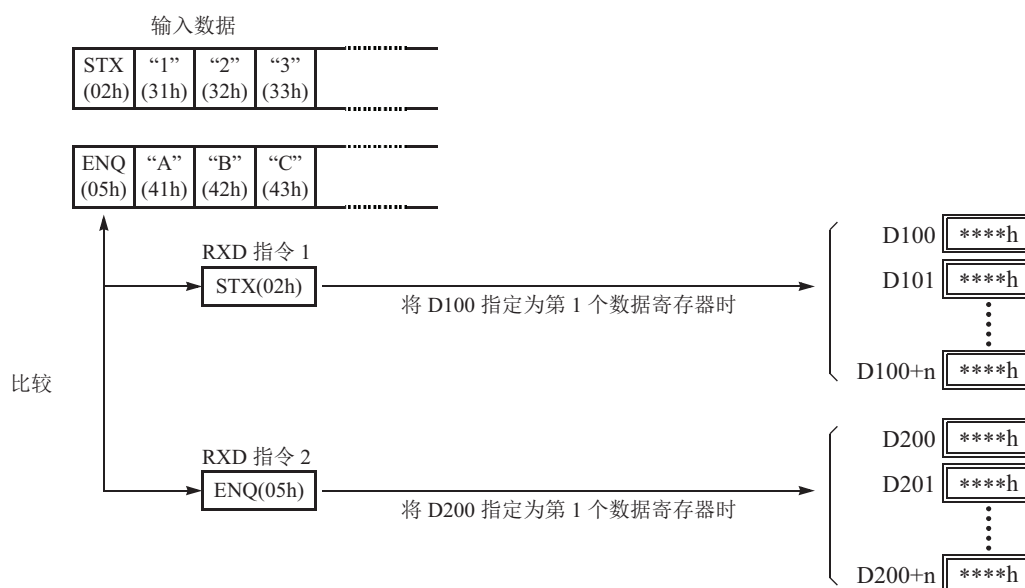 输入数据
STX “1” “2” “3”
(02h) (31h) (32h) (33h)
ENQ “A” “B” “C”
(05h) (41h) (42h) (43h)
RXD 指令 1
STX(02h)
将 D100 指定为第 1 个数据寄存器时
D100 ****h
D101 ****h
D100+n ****h
比较
RXD 指令 2
ENQ(05h)
将 D200 指定为第 1 个数据寄存器时
D200 ****h
D201 ****h
D200+n ****h